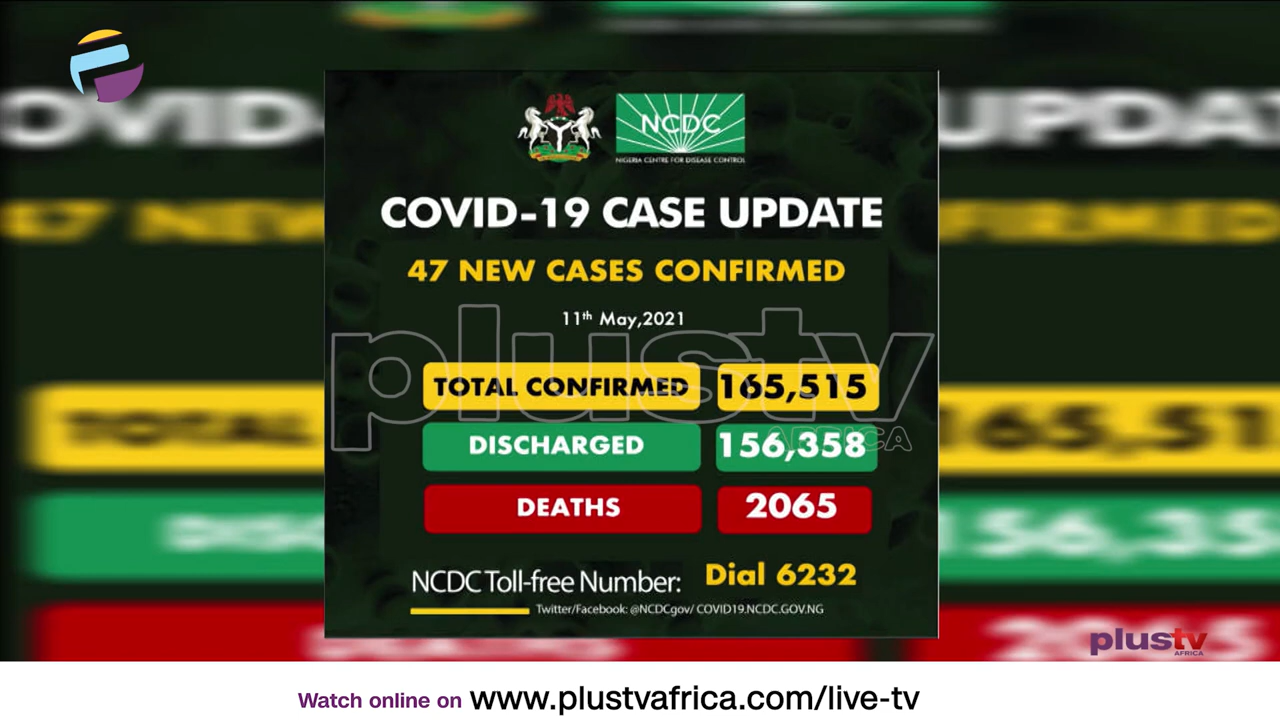 NCDC
NIGERIA CENTRE FOR DISEASE CONTROL
COVID-19 CASE UPDATE
47 NEW CASES CONFIRMED
11th May,2021
plustv
AFRICA
TOTAL CONFIRMED 165,515
DISCHARGED 156,358
DEATHS 2065
NCDC Toll-free Number: Dial 6232
Twitter/Facebook: @NCDCgov/ COVID19.NCDC.GOV.NG
plustv
AFRICA
Watch online on www.plustvafrica.com/live-tv